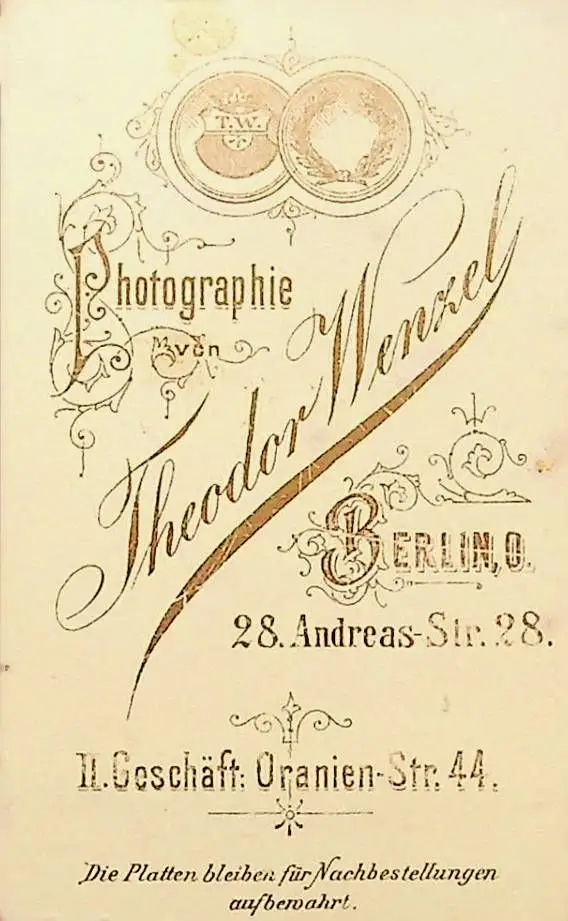 T.W.
Photographie
von
Theodor Wenzel
BERLIN, O.
28. Andreas-Str. 28.
II. Geschäft: Oranien-Str. 44.
Die Platten bleiben für Nachbestellungen
aufbewahrt.